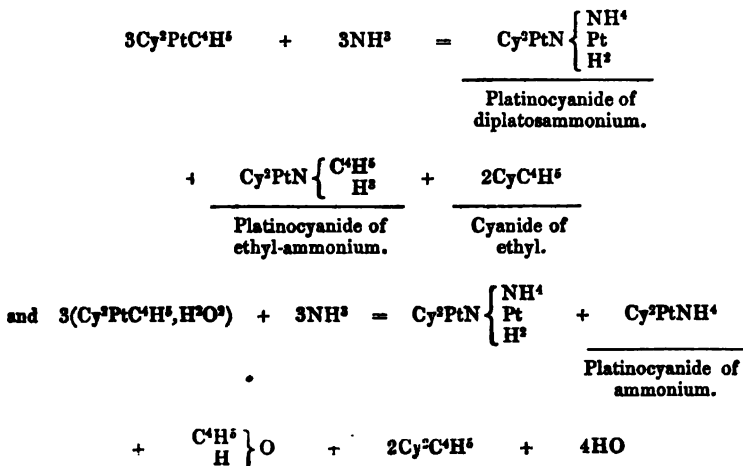 NH⁴
3Cy²PtC⁴H⁵ + 3NH³ = Cy²PtN { Pt
H²
Platinocyanide of
diplatosammonium.
+ Cy²PtN { C⁴H⁵ + 2CyC⁴H⁵
H³
Platinocyanide of Cyanide of
ethyl-ammonium. ethyl.
NH⁴
and 3(Cy²PtC⁴H⁵,H²O²) + 3NH³ = Cy²PtN { Pt + Cy²PtNH⁴
H²
Platinocyanide of
ammonium.
+ C⁴H⁵ } O + 2Cy²C⁴H⁵ + 4HO
H